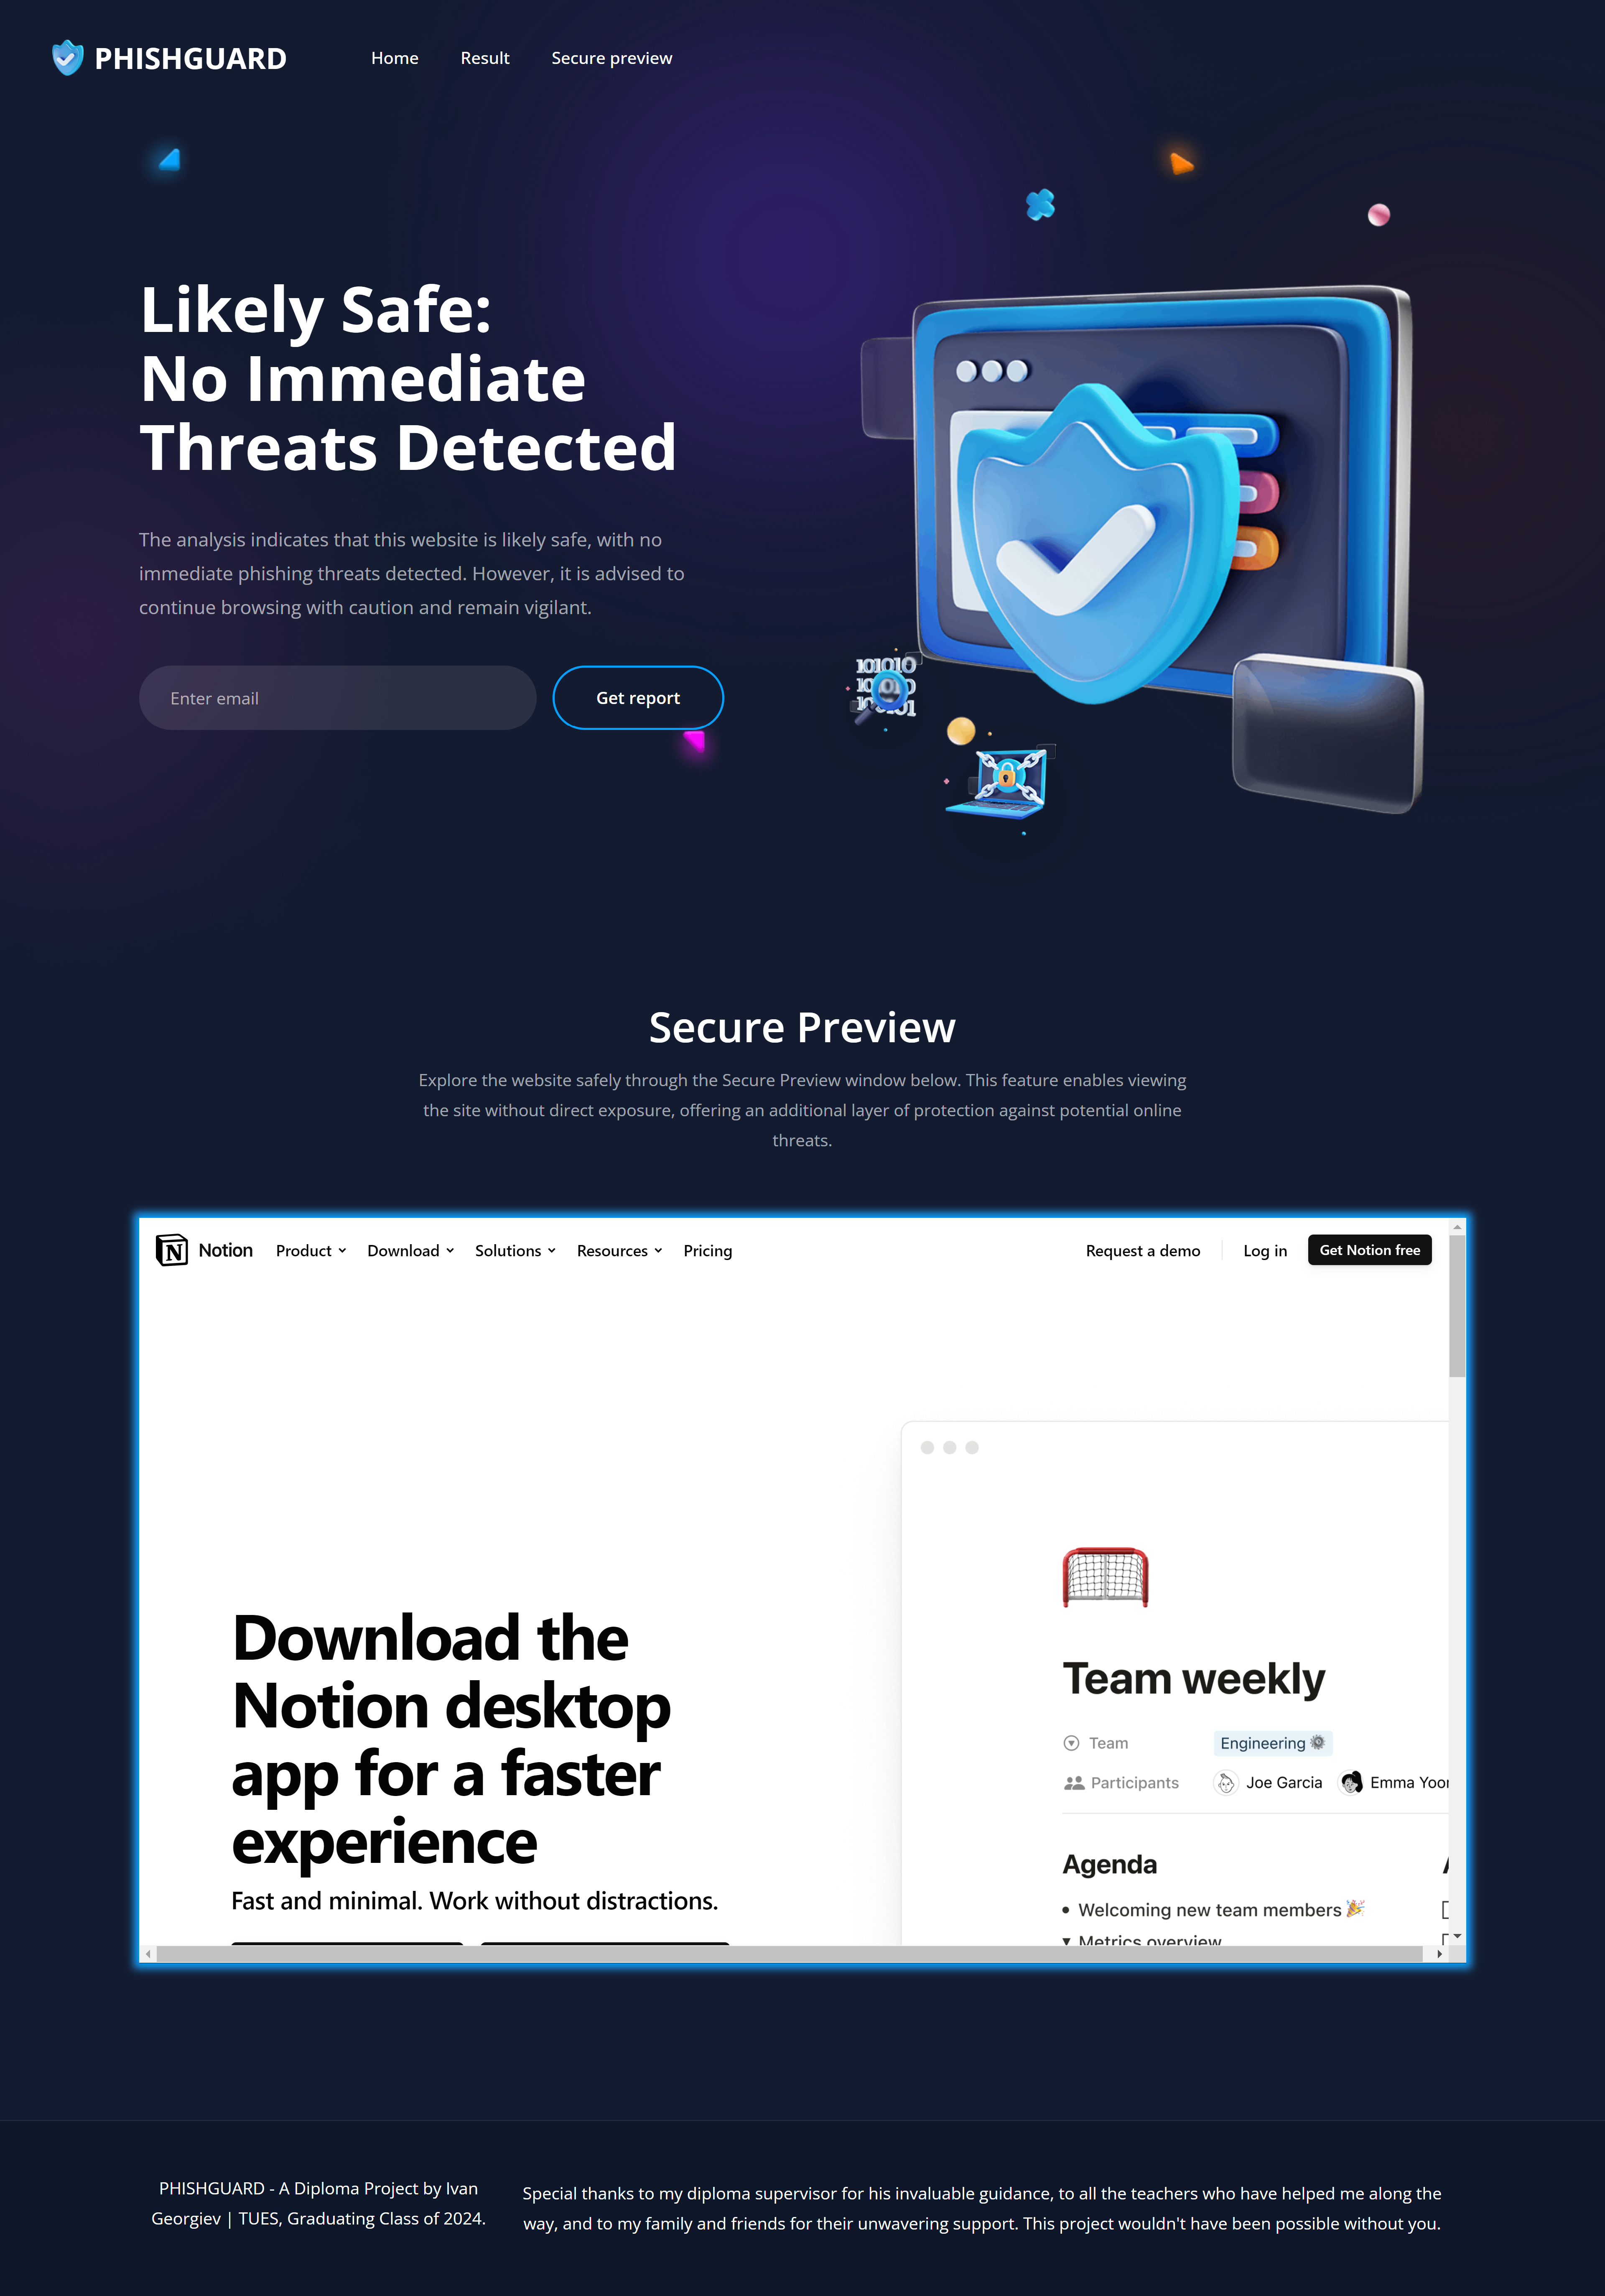 PHISHGUARD
Home
Result
Secure preview
Likely Safe:
No Immediate
Threats Detected
The analysis indicates that this website is likely safe, with no
immediate phishing threats detected. However, it is advised to
continue browsing with caution and remain vigilant.
Enter email
Get report
Secure Preview
Explore the website safely through the Secure Preview window below. This feature enables viewing
the site without direct exposure, offering an additional layer of protection against potential online
threats.
Notion
Product
Download
Solutions
Resources
Pricing
Request a demo
Log in
Get Notion free
Download the
Notion desktop
app for a faster
experience
Fast and minimal. Work without distractions.
Team weekly
Team
Engineering
Participants
Joe Garcia
Emma
Agenda
Welcoming new team members 🎉
Metrics overview
PHISHGUARD - A Diploma Project by Ivan
Georgiev | TUES, Graduating Class of 2024.
Special thanks to my diploma supervisor for his invaluable guidance, to all the teachers who have helped me along the
way, and to my family and friends for their unwavering support. This project wouldn't have been possible without you.